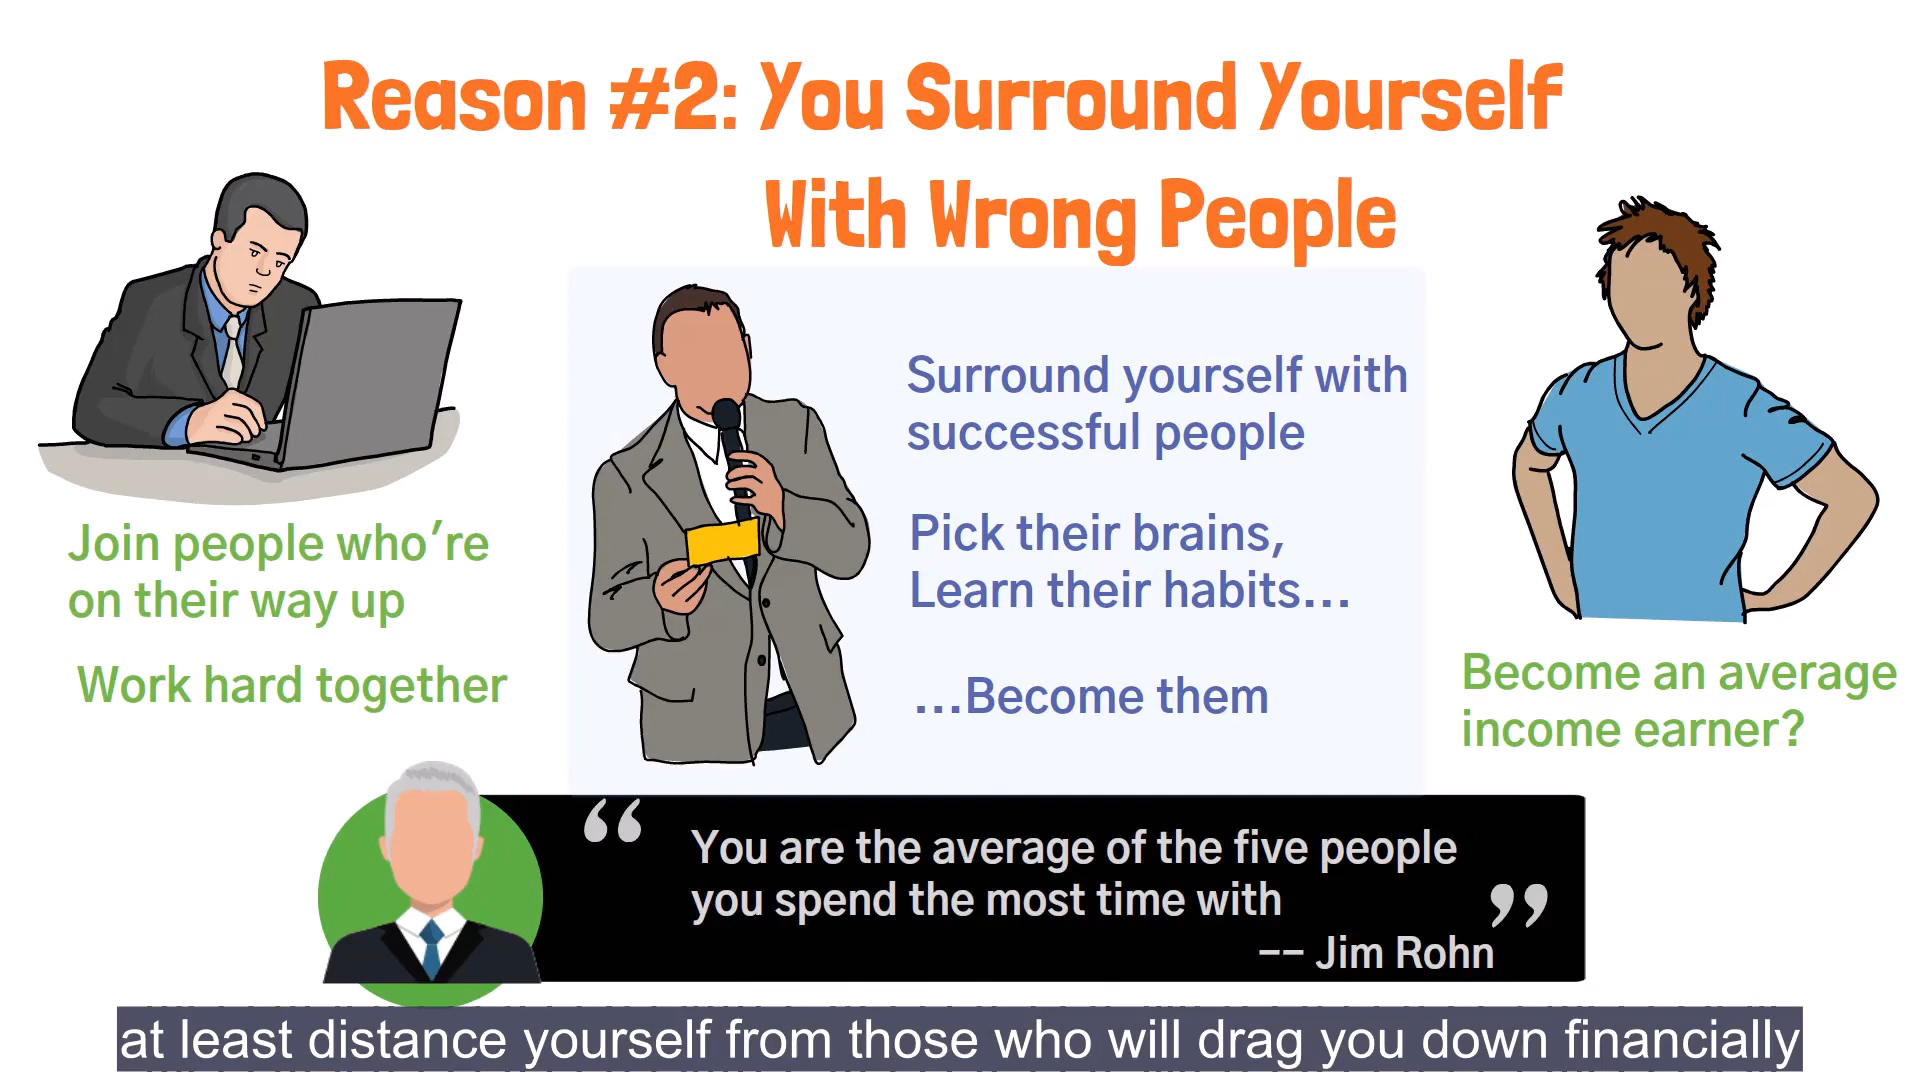 Reason #2: You Surround Yourself
With Wrong People
Join people who're
on their way up
Work hard together
Surround yourself with
successful people
Pick their brains,
Learn their habits...
...Become them
Become an average
income earner?
“ You are the average of the five people
you spend the most time with ”
-- Jim Rohn
at least distance yourself from those who will drag you down financially